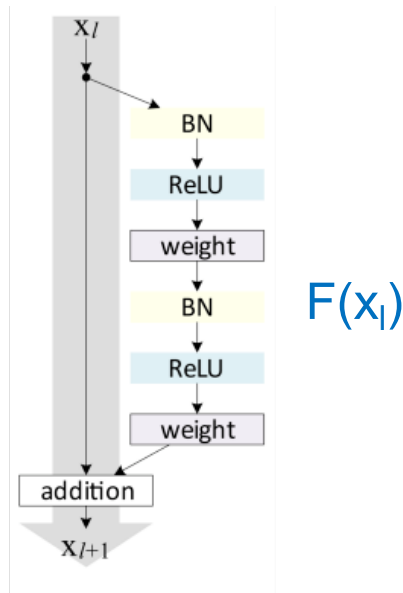 x_l
BN
ReLU
weight
BN
F(x_l)
ReLU
weight
addition
x_{l+1}